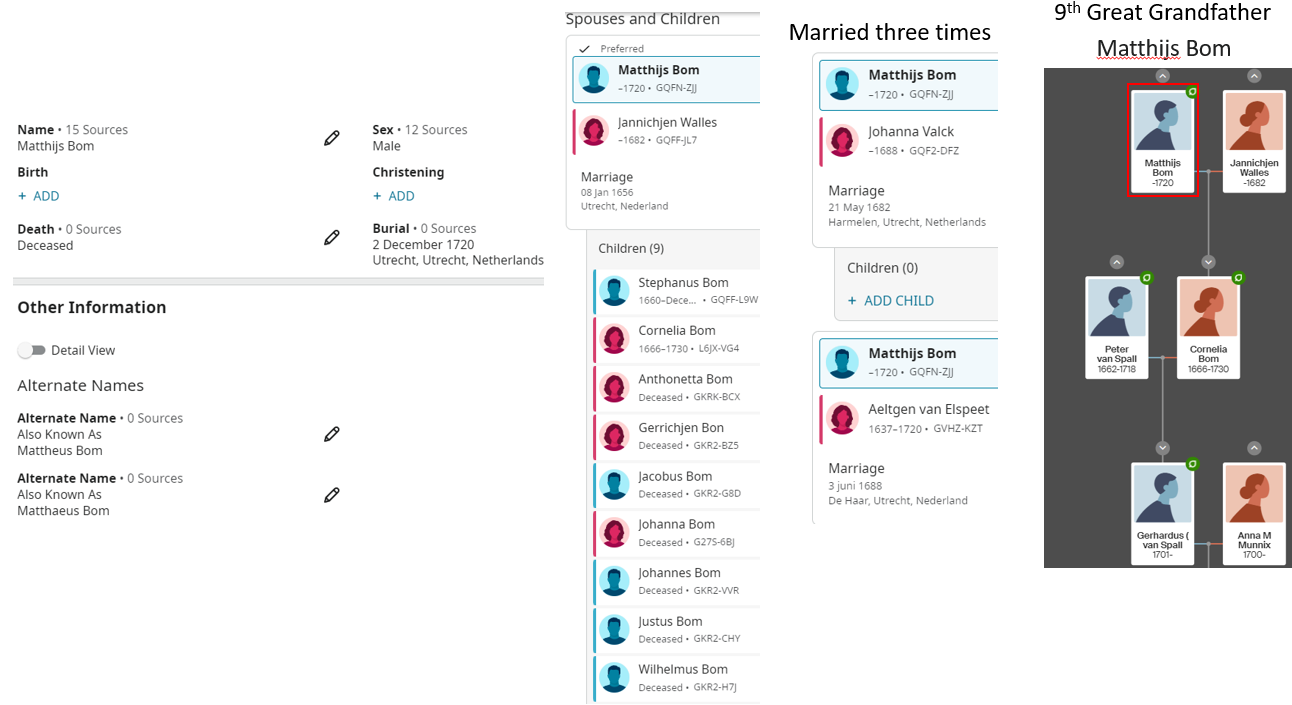 Name • 15 Sources
Matthijs Bom
Sex • 12 Sources
Male
Birth
+ ADD
Christening
+ ADD
Death • 0 Sources
Deceased
Burial • 0 Sources
2 December 1720
Utrecht, Utrecht, Netherlands
Other Information
Detail View
Alternate Names
Alternate Name • 0 Sources
Also Known As
Mattheus Bom
Alternate Name • 0 Sources
Also Known As
Matthaeus Bom
Spouses and Children
Preferred
Matthijs Bom
–1720 • GQFN-ZJJ
Jannichjen Walles
–1682 • GQFF-JL7
Marriage
08 Jan 1656
Utrecht, Nederland
Children (9)
Stephanus Bom
1660–Dece... • GQFF-L9W
Cornelia Bom
1666–1730 • L6JX-VG4
Anthonetta Bom
Deceased • GKRK-BCX
Gerrichjen Bon
Deceased • GKR2-BZ5
Jacobus Bom
Deceased • GKR2-G8D
Johanna Bom
Deceased • G27S-6BJ
Johannes Bom
Deceased • GKR2-VVR
Justus Bom
Deceased • GKR2-CHY
Wilhelmus Bom
Deceased • GKR2-H7J
Married three times
Matthijs Bom
–1720 • GQFN-ZJJ
Johanna Valck
–1688 • GQF2-DFZ
Marriage
21 May 1682
Harmelen, Utrecht, Netherlands
Children (0)
+ ADD CHILD
Matthijs Bom
–1720 • GQFN-ZJJ
Aeltgen van Elspeet
1637–1720 • GVHZ-KZT
Marriage
3 juni 1688
De Haar, Utrecht, Nederland
9th Great Grandfather
Matthijs Bom
Matthijs
Bom
-1720
Jannichjen
Walles
-1682
Peter
van Spall
1662-1718
Cornelia
Bom
1666-1730
Gerhardus (
van Spall
1701-
Anna M
Munnix
1700-